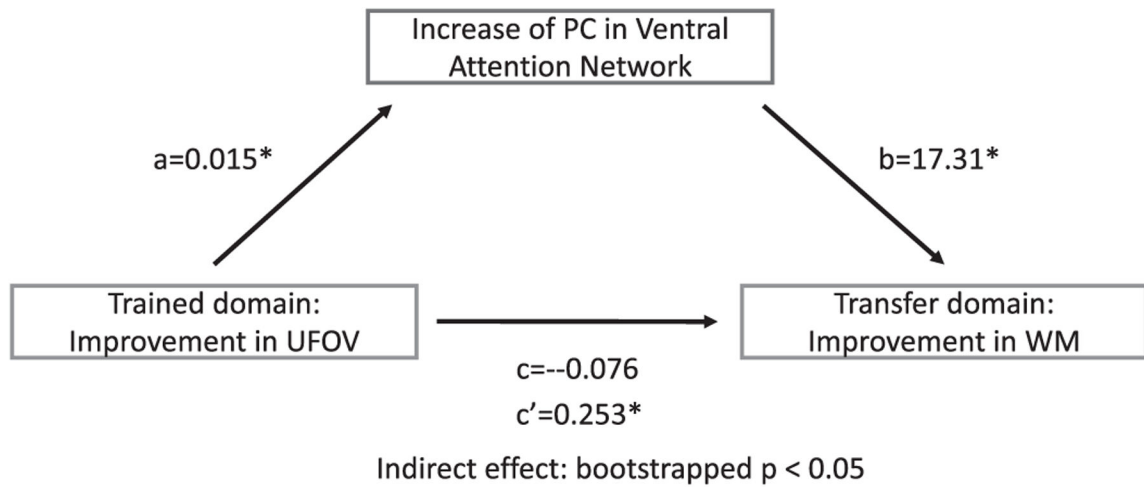 Increase of PC in Ventral
Attention Network
a=0.015*
b=17.31*
Trained domain:
Improvement in UFOV
Transfer domain:
Improvement in WM
c=--0.076
c’=0.253*
Indirect effect: bootstrapped p < 0.05